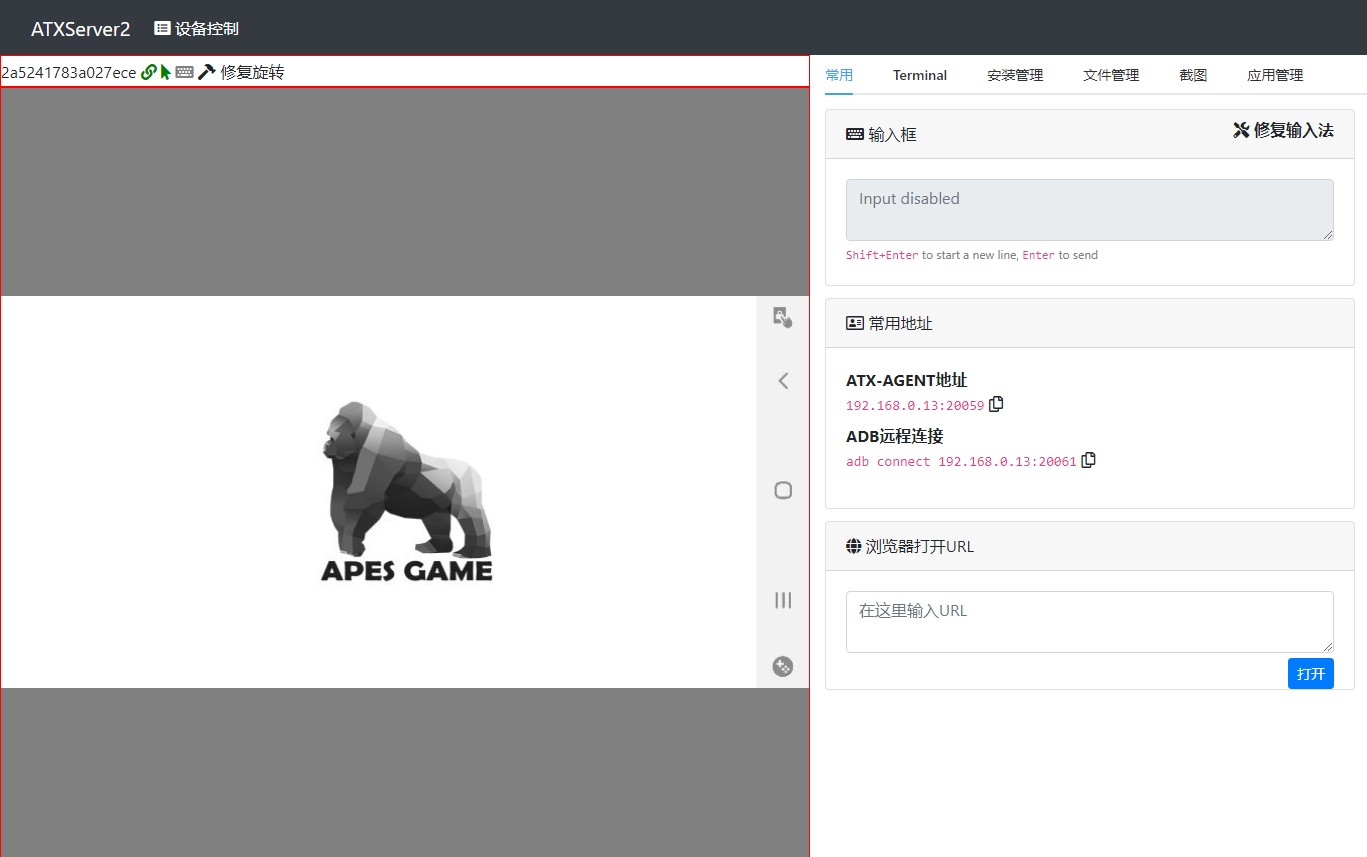 ATXServer2 设备控制
2a5241783a027ece 修复旋转
APES GAME
常用 Terminal 安装管理 文件管理 截图 应用管理
输入框 修复输入法
Input disabled
Shift+Enter to start a new line, Enter to send
常用地址
ATX-AGENT地址
192.168.0.13:20059
ADB远程连接
adb connect 192.168.0.13:20061
浏览器打开URL
在这里输入URL
打开